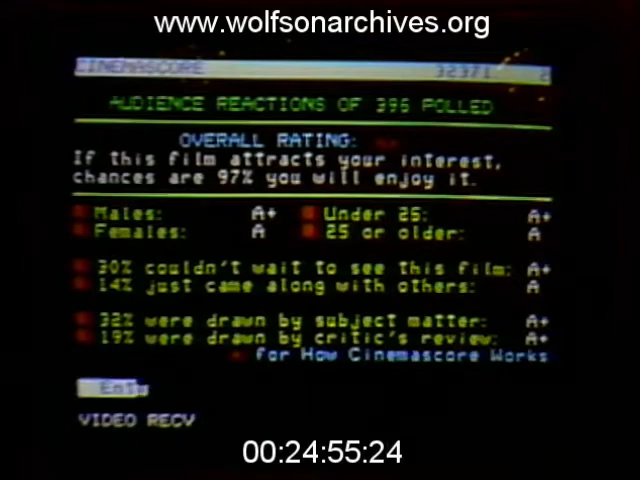 www.wolfsonarchives.org
CINEMASCORE 32371 2
AUDIENCE REACTIONS OF 396 POLLED
OVERALL RATING:
If this film attracts your interest,
chances are 97% you will enjoy it.
Males: A+ Under 25: A+
Females: A 25 or older: A
30% couldn't wait to see this film: A+
14% just came along with others: A
32% were drawn by subject matter: A+
19% were drawn by critic's review: A+
for How Cinemascore Works
VIDEO RECV
00:24:55:24